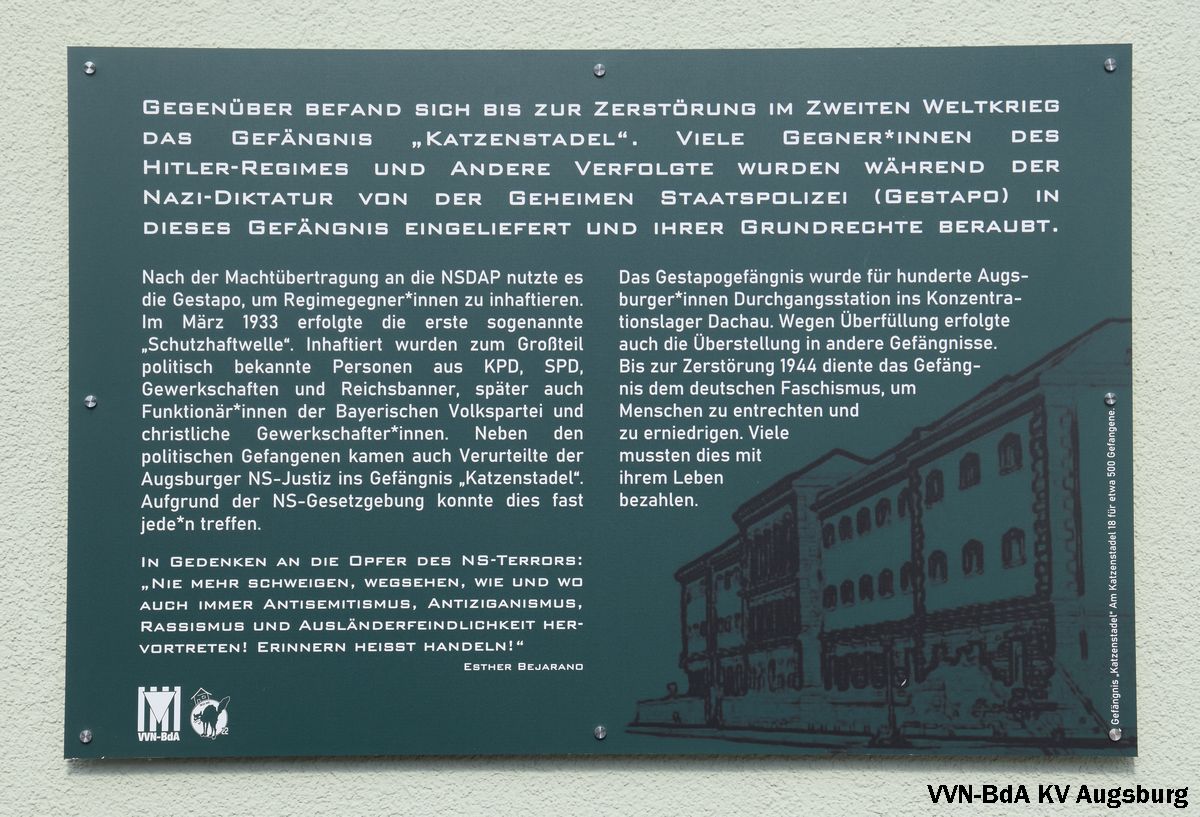 Gegenüber befand sich bis zur Zerstörung im Zweiten Weltkrieg
das Gefängnis „Katzenstadel“. Viele Gegner*innen des
Hitler-Regimes und Andere Verfolgte wurden während der
Nazi-Diktatur von der Geheimen Staatspolizei (Gestapo) in
dieses Gefängnis eingeliefert und ihrer Grundrechte beraubt.
Nach der Machtübertragung an die NSDAP nutzte es
die Gestapo, um Regimegegner*innen zu inhaftieren.
Im März 1933 erfolgte die erste sogenannte
„Schutzhaftwelle“. Inhaftiert wurden zum Großteil
politisch bekannte Personen aus KPD, SPD,
Gewerkschaften und Reichsbanner, später auch
Funktionär*innen der Bayerischen Volkspartei und
christliche Gewerkschafter*innen. Neben den
politischen Gefangenen kamen auch Verurteilte der
Augsburger NS-Justiz ins Gefängnis „Katzenstadel“.
Aufgrund der NS-Gesetzgebung konnte dies fast
jede*n treffen.
In Gedenken an die Opfer des NS-Terrors:
„Nie mehr schweigen, wegsehen, wie und wo
auch immer Antisemitismus, Antiziganismus,
Rassismus und Ausländerfeindlichkeit her-
vortreten! Erinnern heisst handeln!“
Esther Bejarano
Das Gestapogefängnis wurde für hunderte Augs-
burger*innen Durchgangsstation ins Konzentra-
tionslager Dachau. Wegen Überfüllung erfolgte
auch die Überstellung in andere Gefängnisse.
Bis zur Zerstörung 1944 diente das Gefäng-
nis dem deutschen Faschismus, um
Menschen zu entrechten und
zu erniedrigen. Viele
mussten dies mit
ihrem Leben
bezahlen.
Gefängnis „Katzenstadel“ Am Katzenstadel 18 für etwa 500 Gefangene.
VVN-BdA
22
VVN-BdA KV Augsburg